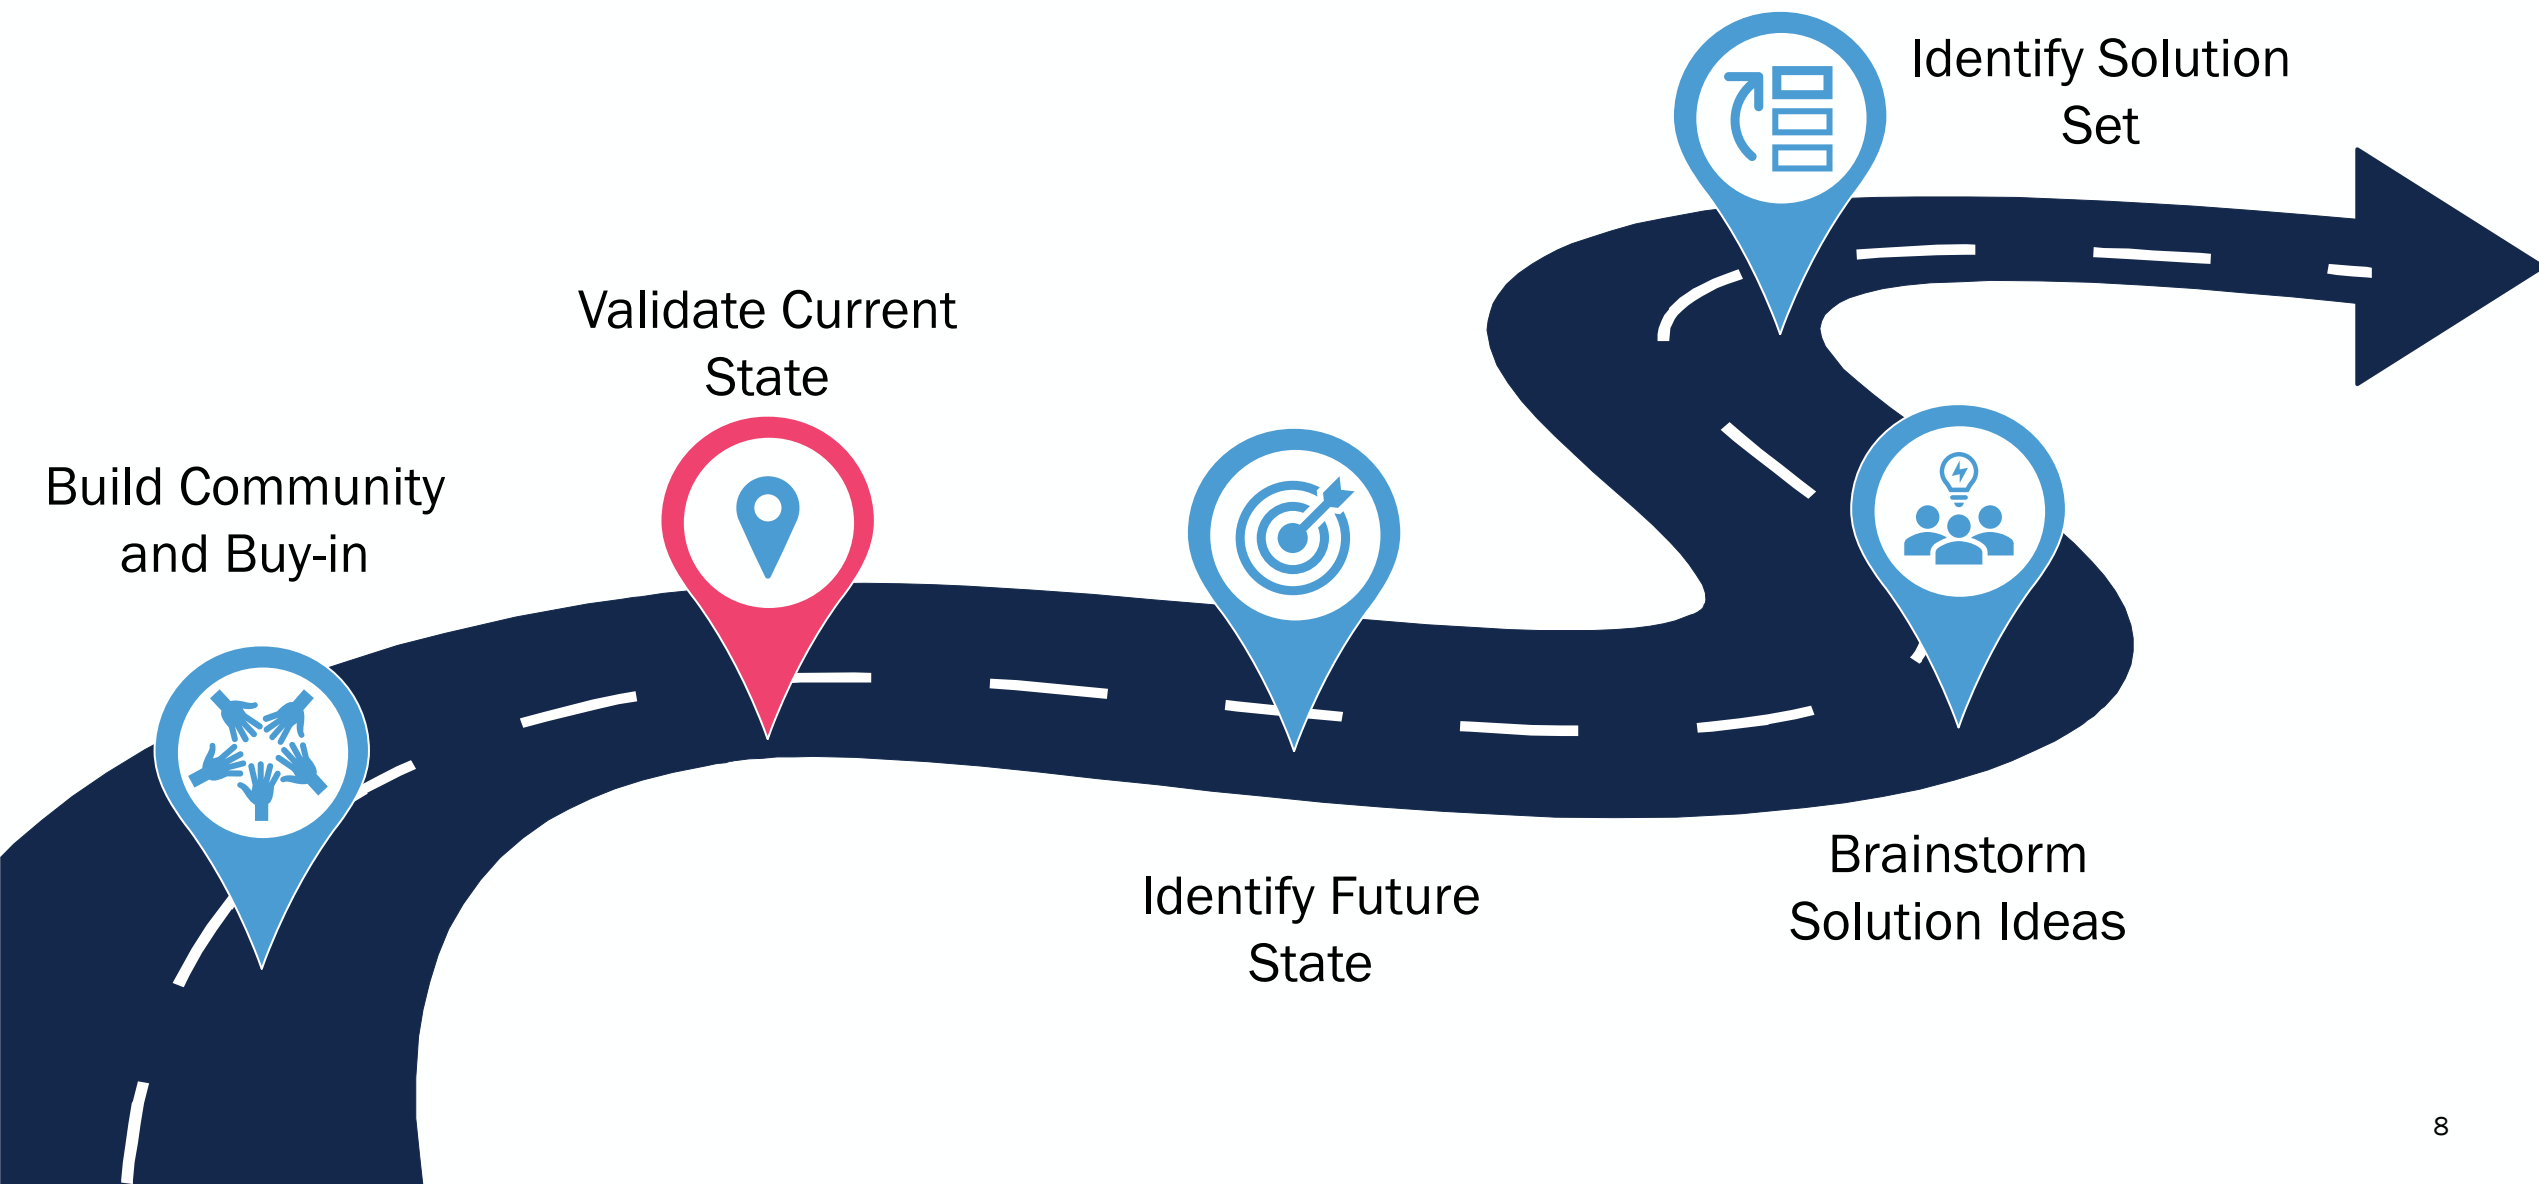 Build Community
and Buy-in
Validate Current
State
Identify Future
State
Brainstorm
Solution Ideas
Identify Solution
Set
8